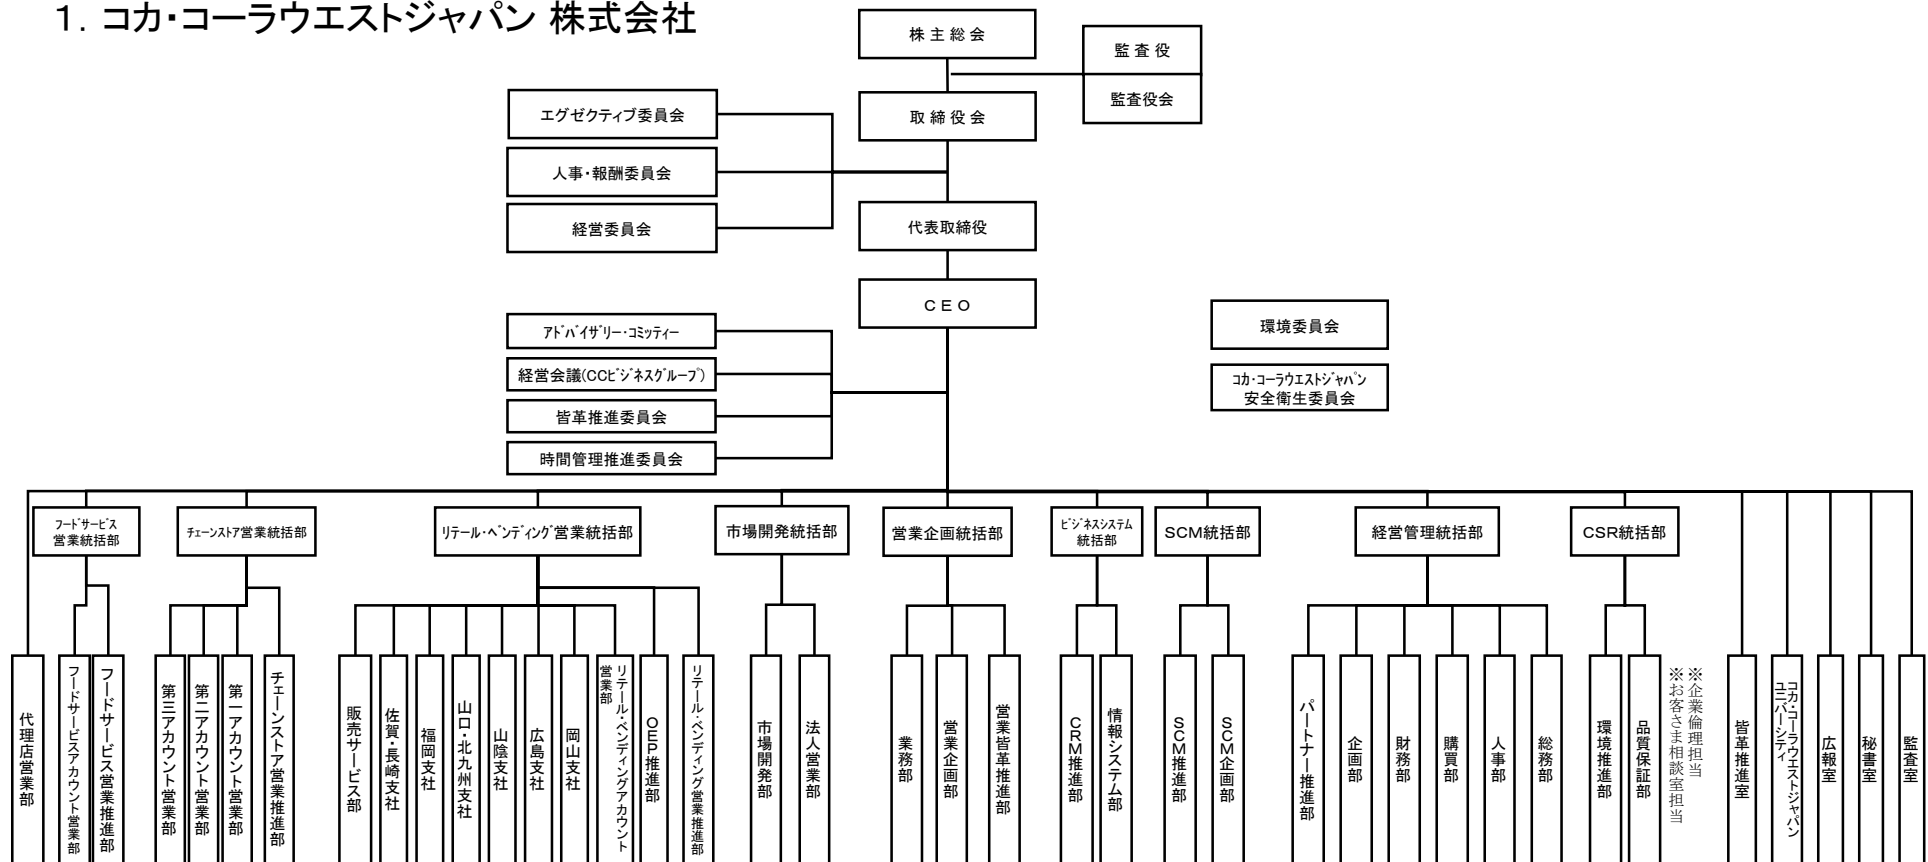 1. コカ・コーラウエストジャパン 株式会社
株 主 総 会
監 査 役
監査役会
取 締 役 会
エグゼクティブ委員会
人事・報酬委員会
経営委員会
代表取締役
C E O
ｱﾄﾞﾊﾞｲｻﾞﾘｰ・ｺﾐｯﾃｨｰ
経営会議(CCﾋﾞｼﾞﾈｽｸﾞﾙｰﾌﾟ)
皆革推進委員会
時間管理推進委員会
環境委員会
ｺｶ・ｺｰﾗｳｴｽﾄｼﾞｬﾊﾟﾝ
安全衛生委員会
ﾌｰﾄﾞｻｰﾋﾞｽ
営業統括部
ﾁｪｰﾝｽﾄｱ営業統括部
ﾘﾃｰﾙ・ﾍﾞﾝﾃﾞｨﾝｸﾞ営業統括部
市場開発統括部
営業企画統括部
ﾋﾞｼﾞﾈｽｼｽﾃﾑ
統括部
SCM統括部
経営管理統括部
CSR統括部
代理店営業部
フードサービスアカウント営業部
フードサービス営業推進部
第三アカウント営業部
第二アカウント営業部
第一アカウント営業部
チェーンストア営業推進部
販売サービス部
佐賀・長崎支社
福岡支社
山口・北九州支社
山陰支社
広島支社
岡山支社
リテール・ベンディングアカウント
営業部
OEP推進部
リテール・ベンディング営業推進部
市場開発部
法人営業部
業務部
営業企画部
営業皆革推進部
CRM推進部
情報システム部
SCM推進部
SCM企画部
パートナー推進部
企画部
財務部
購買部
人事部
総務部
環境推進部
品質保証部
※企業倫理担当
※お客さま相談室担当
皆革推進室
コカ・コーラウエストジャパン
ユニバーシティ
広報室
秘書室
監査室